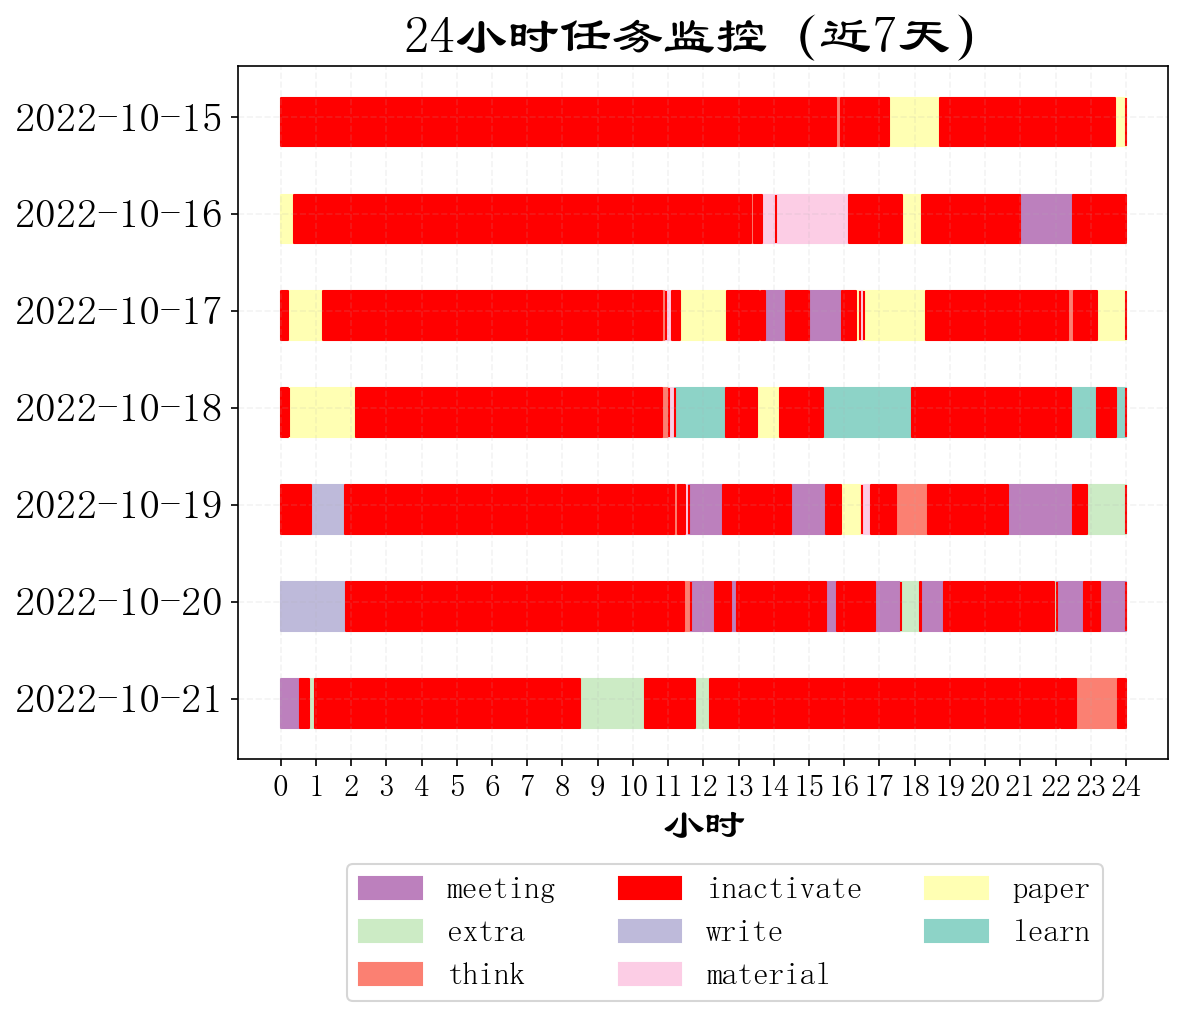 24小时任务监控 (近7天)
2022-10-15
2022-10-16
2022-10-17
2022-10-18
2022-10-19
2022-10-20
2022-10-21
0 1 2 3 4 5 6 7 8 9 10 11 12 13 14 15 16 17 18 19 20 21 22 23 24
小时
meeting inactivate paper
extra write learn
think material